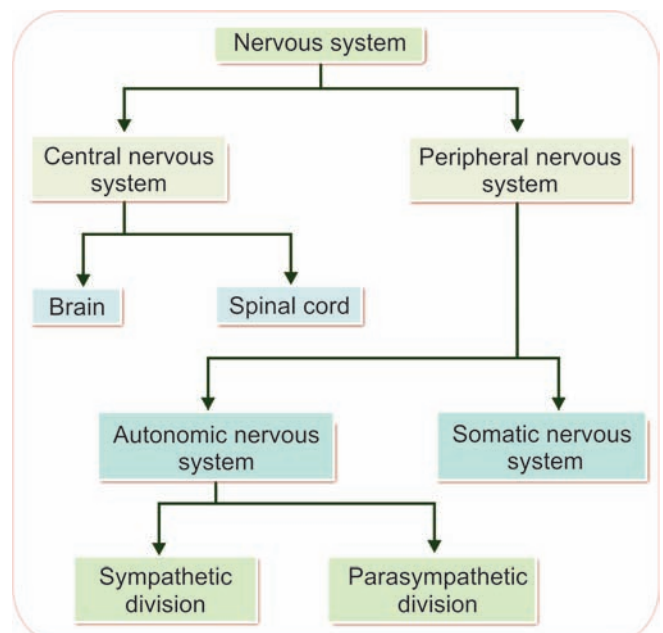 Nervous system
Central nervous
system
Peripheral nervous
system
Brain
Spinal cord
Autonomic nervous
system
Somatic nervous
system
Sympathetic
division
Parasympathetic
division